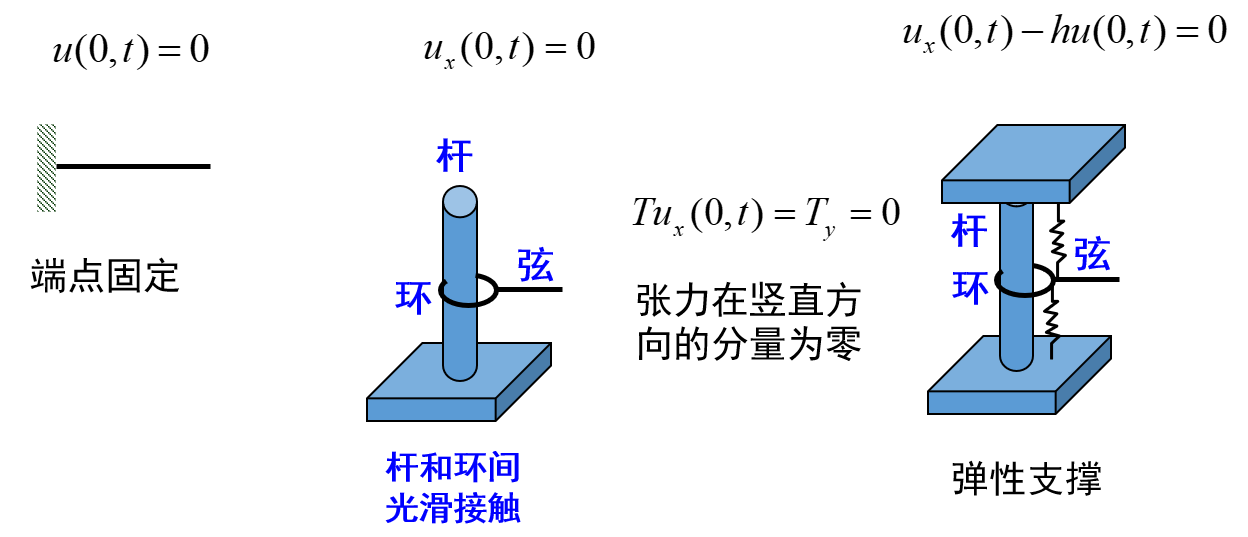 u(0,t) = 0
端点固定
u_x(0,t) = 0
杆
环
弦
杆和环间
光滑接触
Tu_x(0,t) = T_y = 0
张力在竖直方
向的分量为零
u_x(0,t) − hu(0,t) = 0
杆
环
弦
弹性支撑